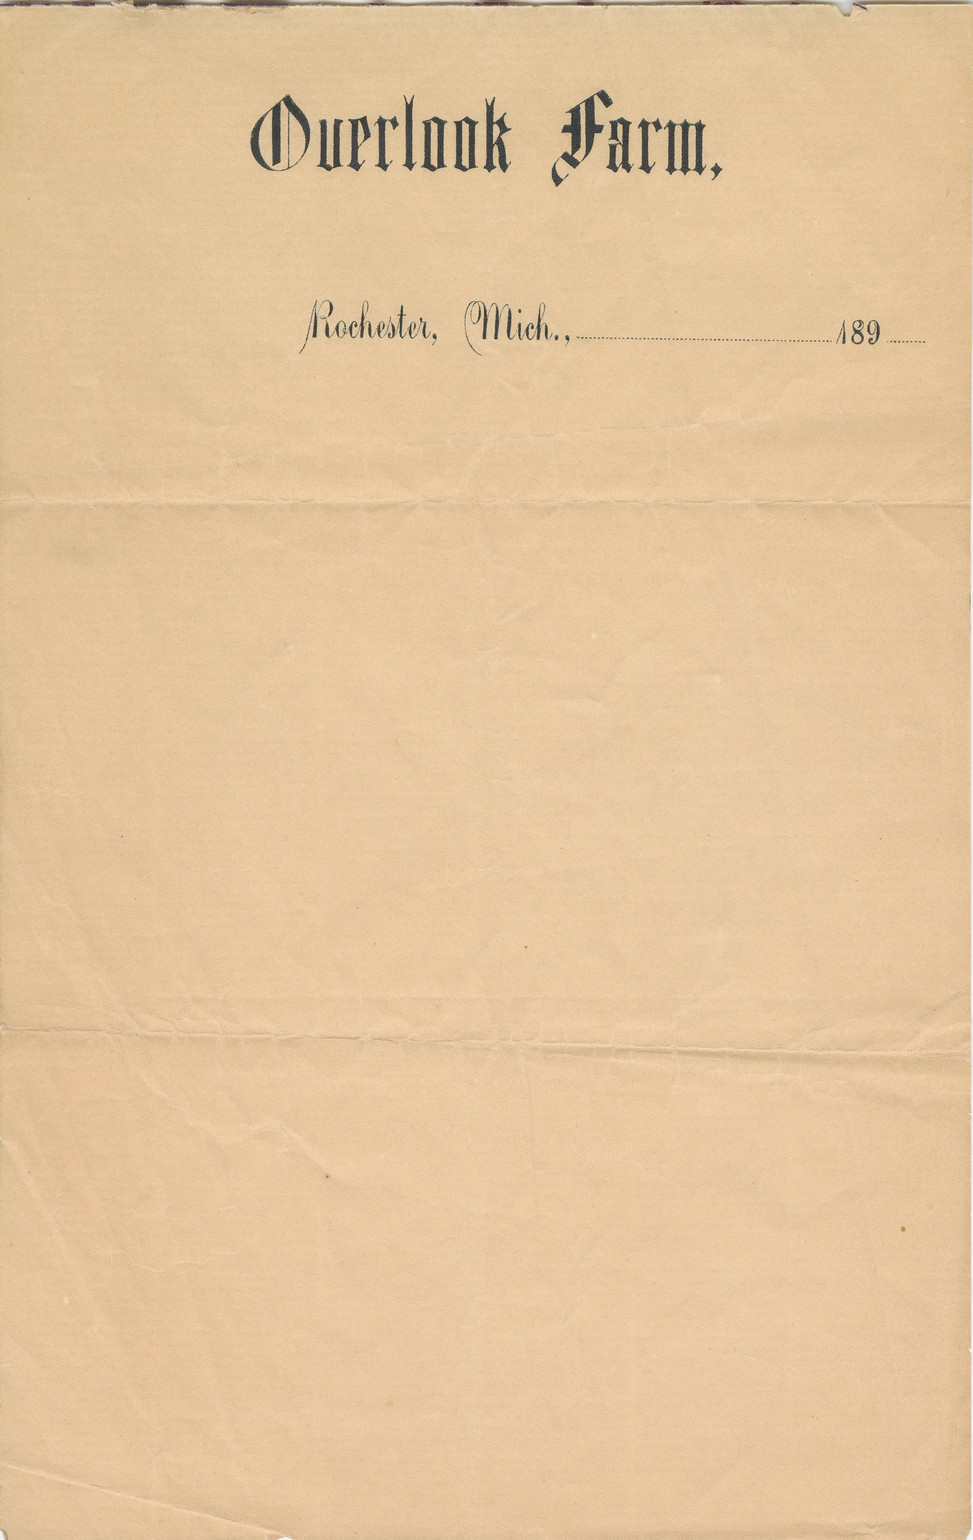 Overlook Farm,
Rochester, Mich., 189